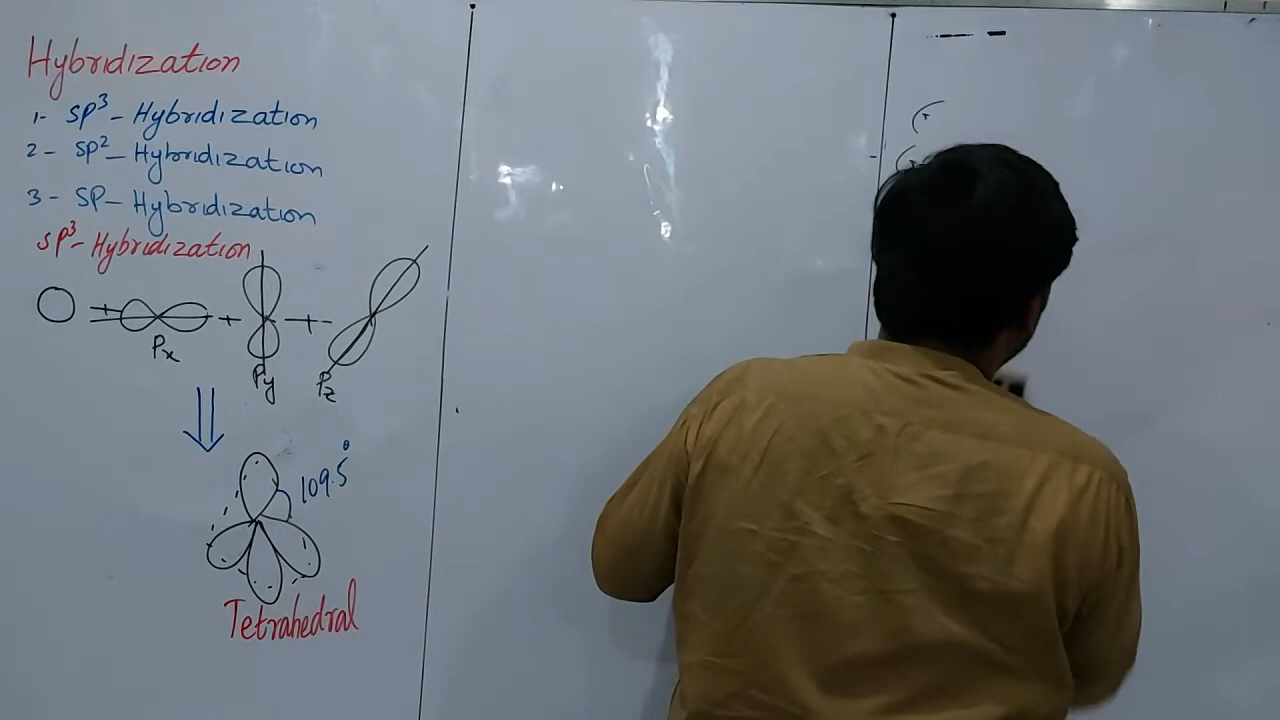 Hybridization
1- SP³- Hybridization
2- SP²- Hybridization
3- SP- Hybridization
SP³- Hybridization
+ + +
Px Py Pz
109.5°
Tetrahedral